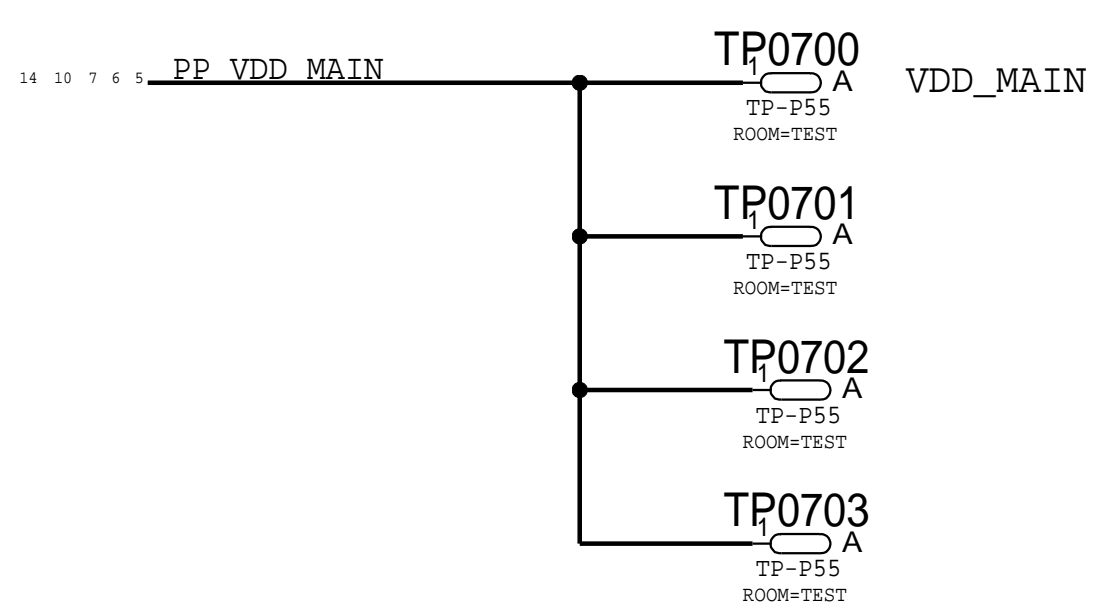 TP0700
14 10 7 6 5 PP_VDD_MAIN 1 A VDD_MAIN
TP-P55
ROOM=TEST
TP0701
1 A
TP-P55
ROOM=TEST
TP0702
1 A
TP-P55
ROOM=TEST
TP0703
1 A
TP-P55
ROOM=TEST